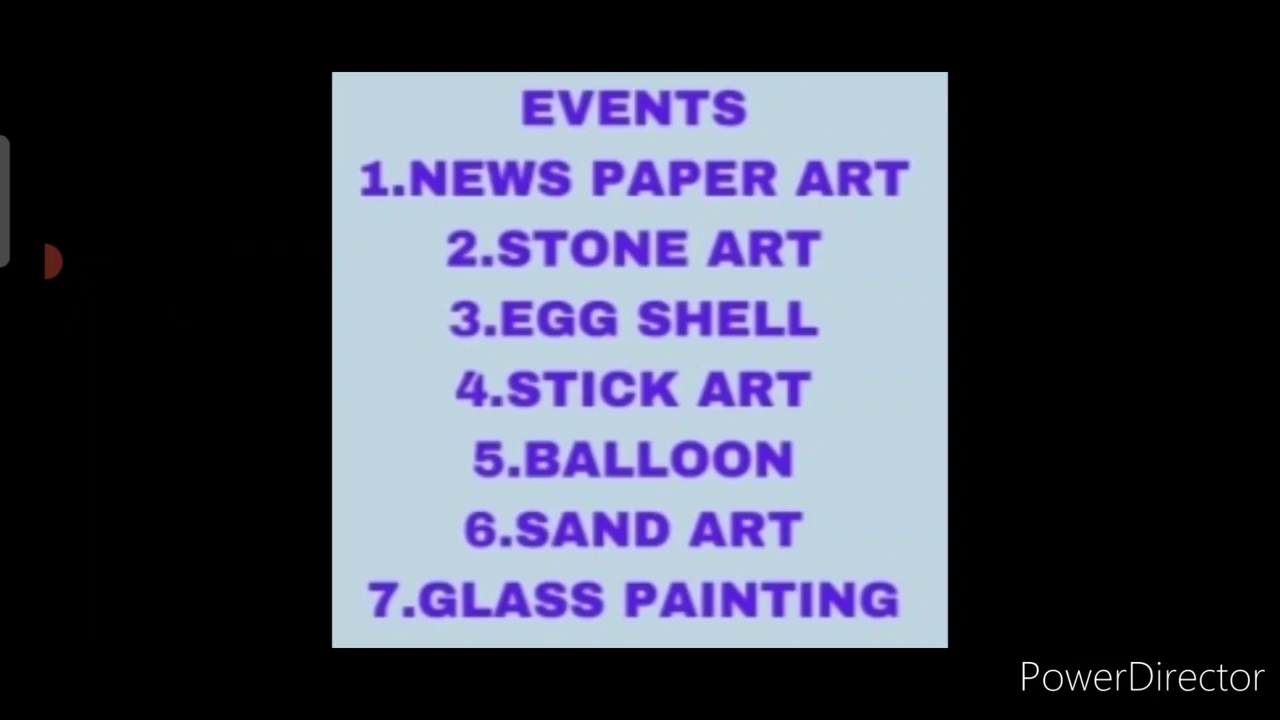 EVENTS
1.NEWS PAPER ART
2.STONE ART
3.EGG SHELL
4.STICK ART
5.BALLOON
6.SAND ART
7.GLASS PAINTING
PowerDirector